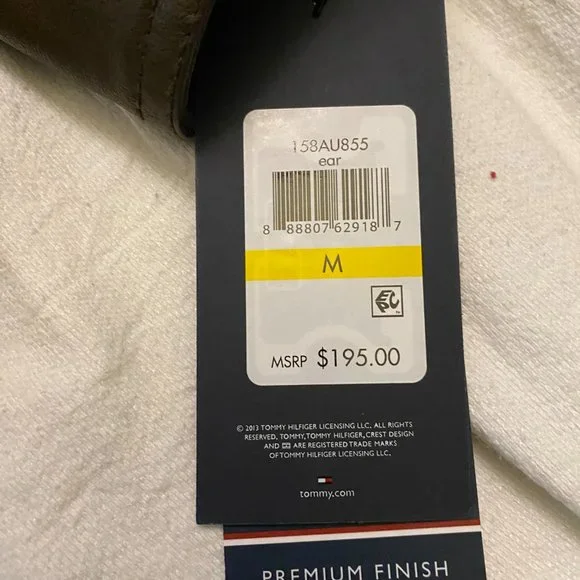 158AU855
ear
8 88807 62918 7
M
EPC
MSRP $195.00
© 2013 TOMMY HILFIGER LICENSING LLC. ALL RIGHTS
RESERVED. TOMMY,TOMMY HILFIGER,CREST DESIGN
AND ARE REGISTERED TRADE MARKS
OF TOMMY HILFIGER LICENSING LLC.
tommy.com
PREMIUM FINISH